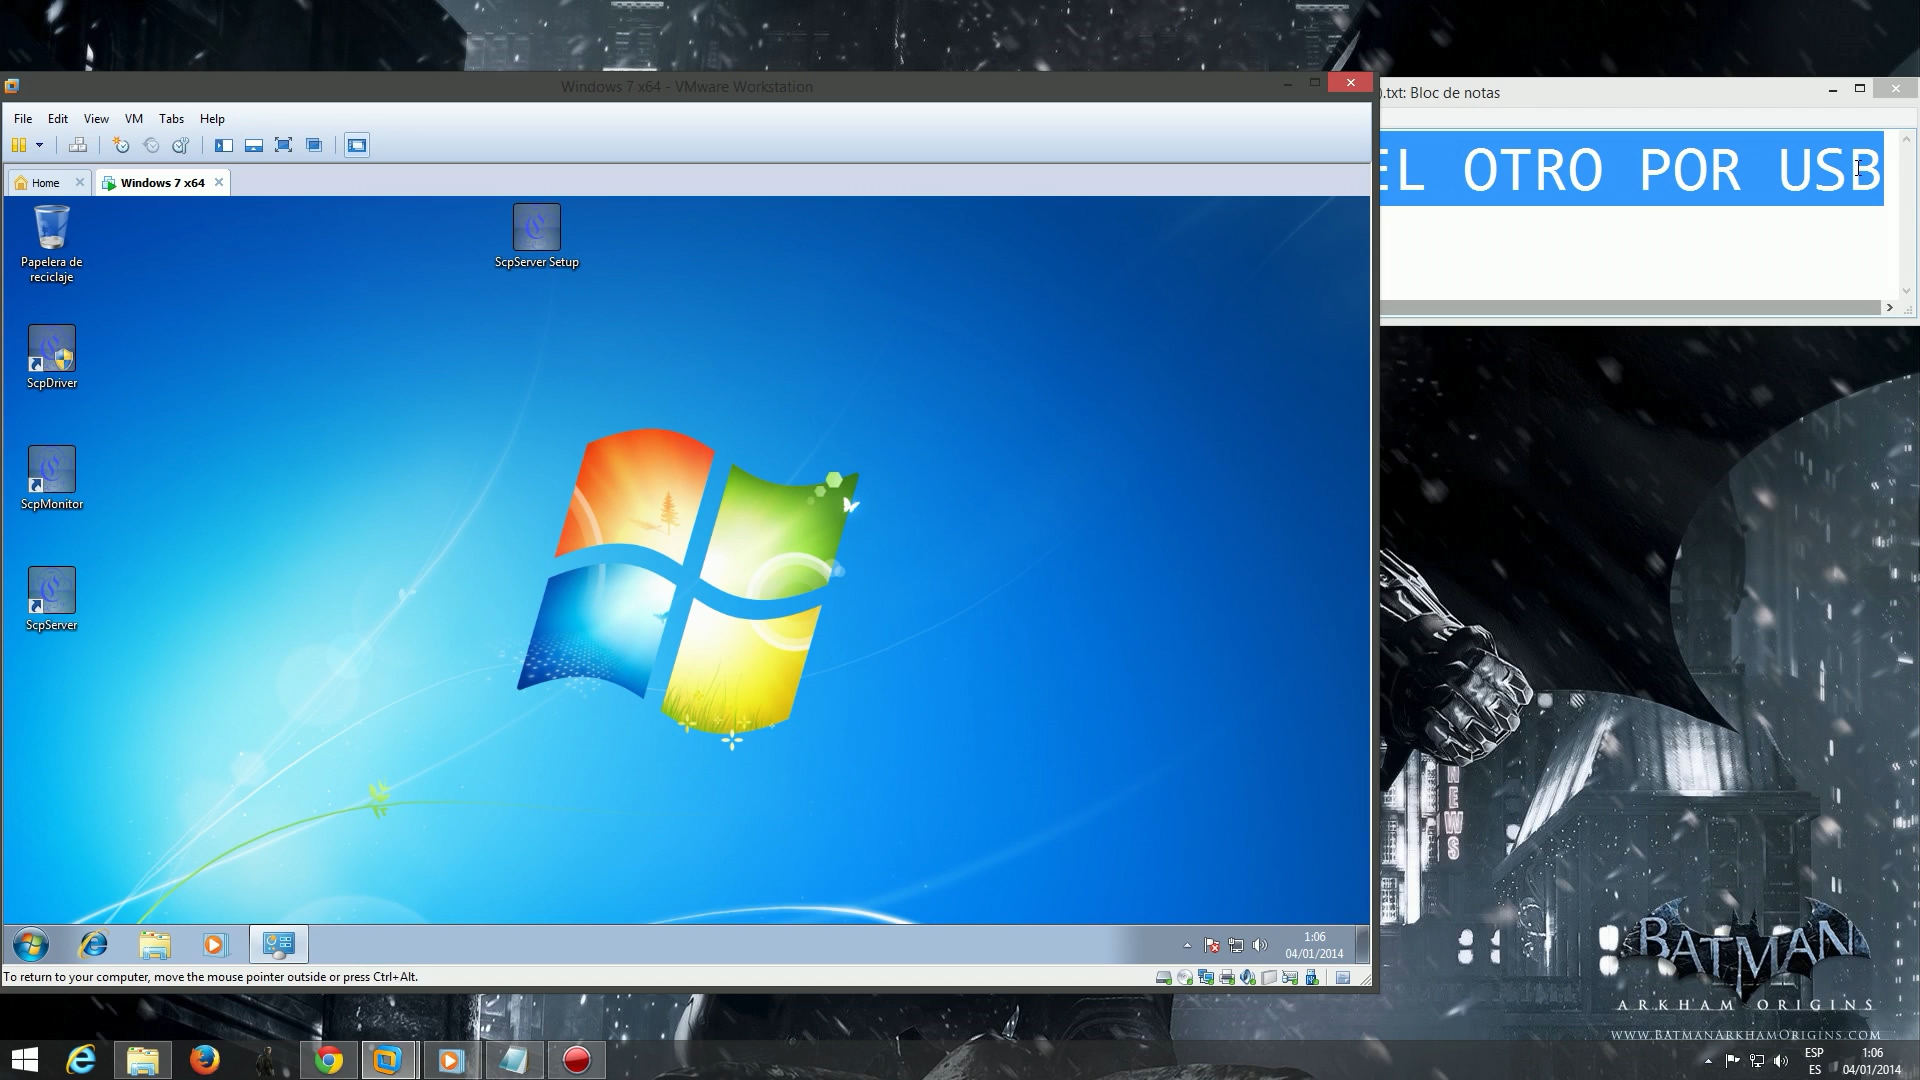 Windows 7 x64 - VMware Workstation
File Edit View VM Tabs Help
Home
Windows 7 x64
Papelera de
reciclaje
ScpServer Setup
ScpDriver
ScpMonitor
ScpServer
1:06
04/01/2014
To return to your computer, move the mouse pointer outside or press Ctrl+Alt.
).txt: Bloc de notas
EL OTRO POR USB
NEWS
BATMAN
ARKHAM ORIGINS
WWW.BATMANARKHAMORIGINS.COM
ESP
ES
1:06
04/01/2014